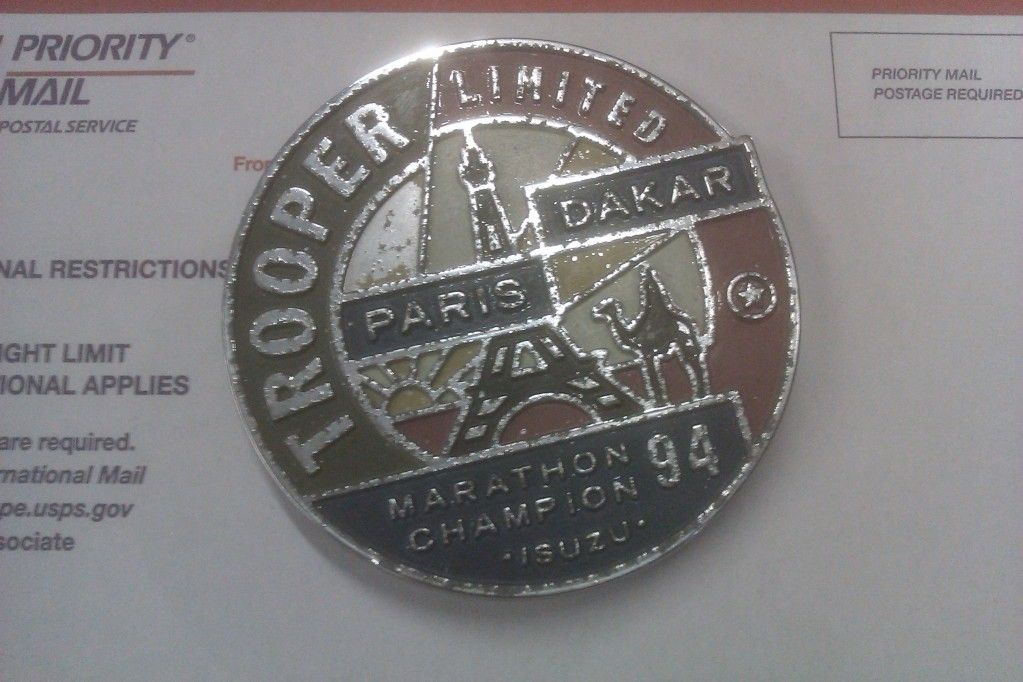 PRIORITY®
MAIL
POSTAL SERVICE
PRIORITY MAIL
POSTAGE REQUIRED
From
NAL RESTRICTIONS
IGHT LIMIT
IONAL APPLIES
are required.
rnational Mail
pe.usps.gov
sociate
TROOPER LIMITED
DAKAR
PARIS
MARATHON
CHAMPION 94
·ISUZU·